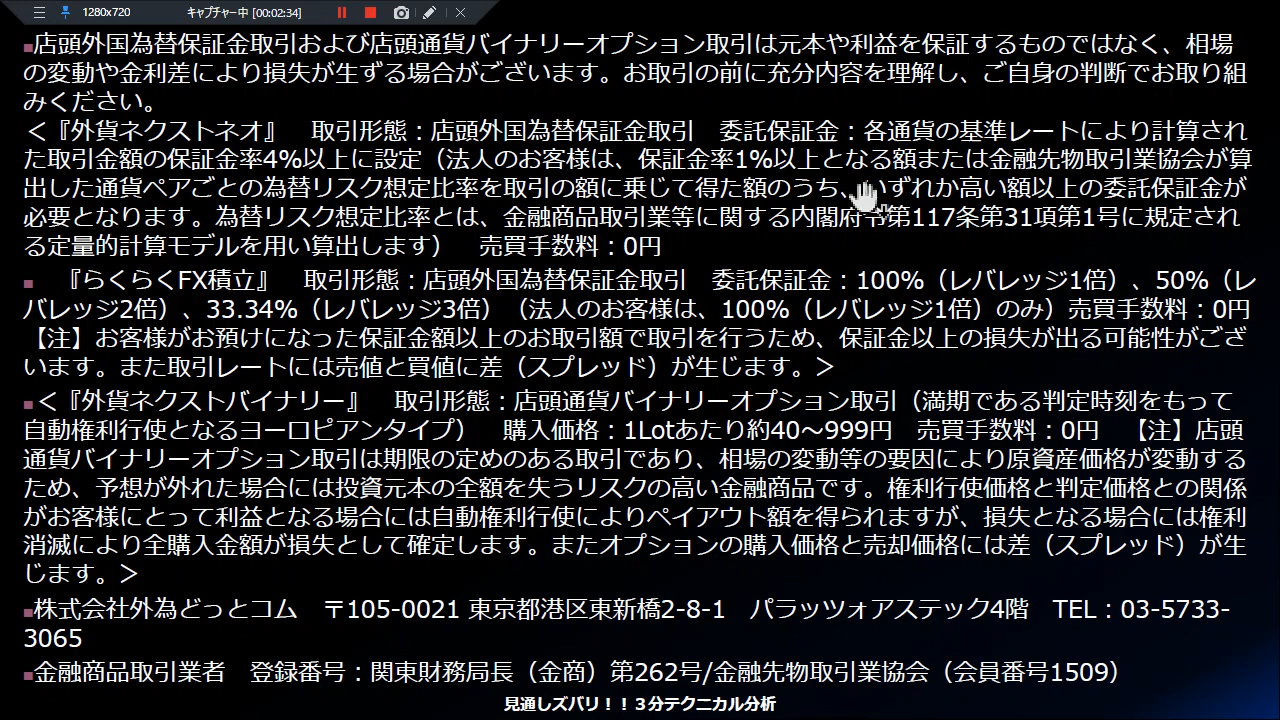 1280x720 キャプチャー中 [00:02:34]
■店頭外国為替保証金取引および店頭通貨バイナリーオプション取引は元本や利益を保証するものではなく、相場
の変動や金利差により損失が生ずる場合がございます。お取引の前に充分内容を理解し、ご自身の判断でお取り組
みください。
＜『外貨ネクストネオ』　取引形態：店頭外国為替保証金取引　委託保証金：各通貨の基準レートにより計算され
た取引金額の保証金率4%以上に設定（法人のお客様は、保証金率1%以上となる額または金融先物取引業協会が算
出した通貨ペアごとの為替リスク想定比率を取引の額に乗じて得た額のうち、いずれか高い額以上の委託保証金が
必要となります。為替リスク想定比率とは、金融商品取引業等に関する内閣府令第117条第31項第1号に規定され
る定量的計算モデルを用い算出します）　売買手数料：0円
■　『らくらくFX積立』　取引形態：店頭外国為替保証金取引　委託保証金：100%（レバレッジ1倍）、50%（レ
バレッジ2倍）、33.34%（レバレッジ3倍）（法人のお客様は、100%（レバレッジ1倍）のみ）売買手数料：0円
【注】お客様がお預けになった保証金額以上のお取引額で取引を行うため、保証金以上の損失が出る可能性がござ
います。また取引レートには売値と買値に差（スプレッド）が生じます。＞
■＜『外貨ネクストバイナリー』　取引形態：店頭通貨バイナリーオプション取引（満期である判定時刻をもって
自動権利行使となるヨーロピアンタイプ）　購入価格：1Lotあたり約40～999円　売買手数料：0円　【注】店頭
通貨バイナリーオプション取引は期限の定めのある取引であり、相場の変動等の要因により原資産価格が変動する
ため、予想が外れた場合には投資元本の全額を失うリスクの高い金融商品です。権利行使価格と判定価格との関係
がお客様にとって利益となる場合には自動権利行使によりペイアウト額を得られますが、損失となる場合には権利
消滅により全購入金額が損失として確定します。またオプションの購入価格と売却価格には差（スプレッド）が生
じます。＞
■株式会社外為どっとコム　〒105-0021 東京都港区東新橋2-8-1　パラッツォアステック4階　TEL：03-5733-
3065
■金融商品取引業者　登録番号：関東財務局長（金商）第262号/金融先物取引業協会（会員番号1509）
見通しズバリ！！３分テクニカル分析